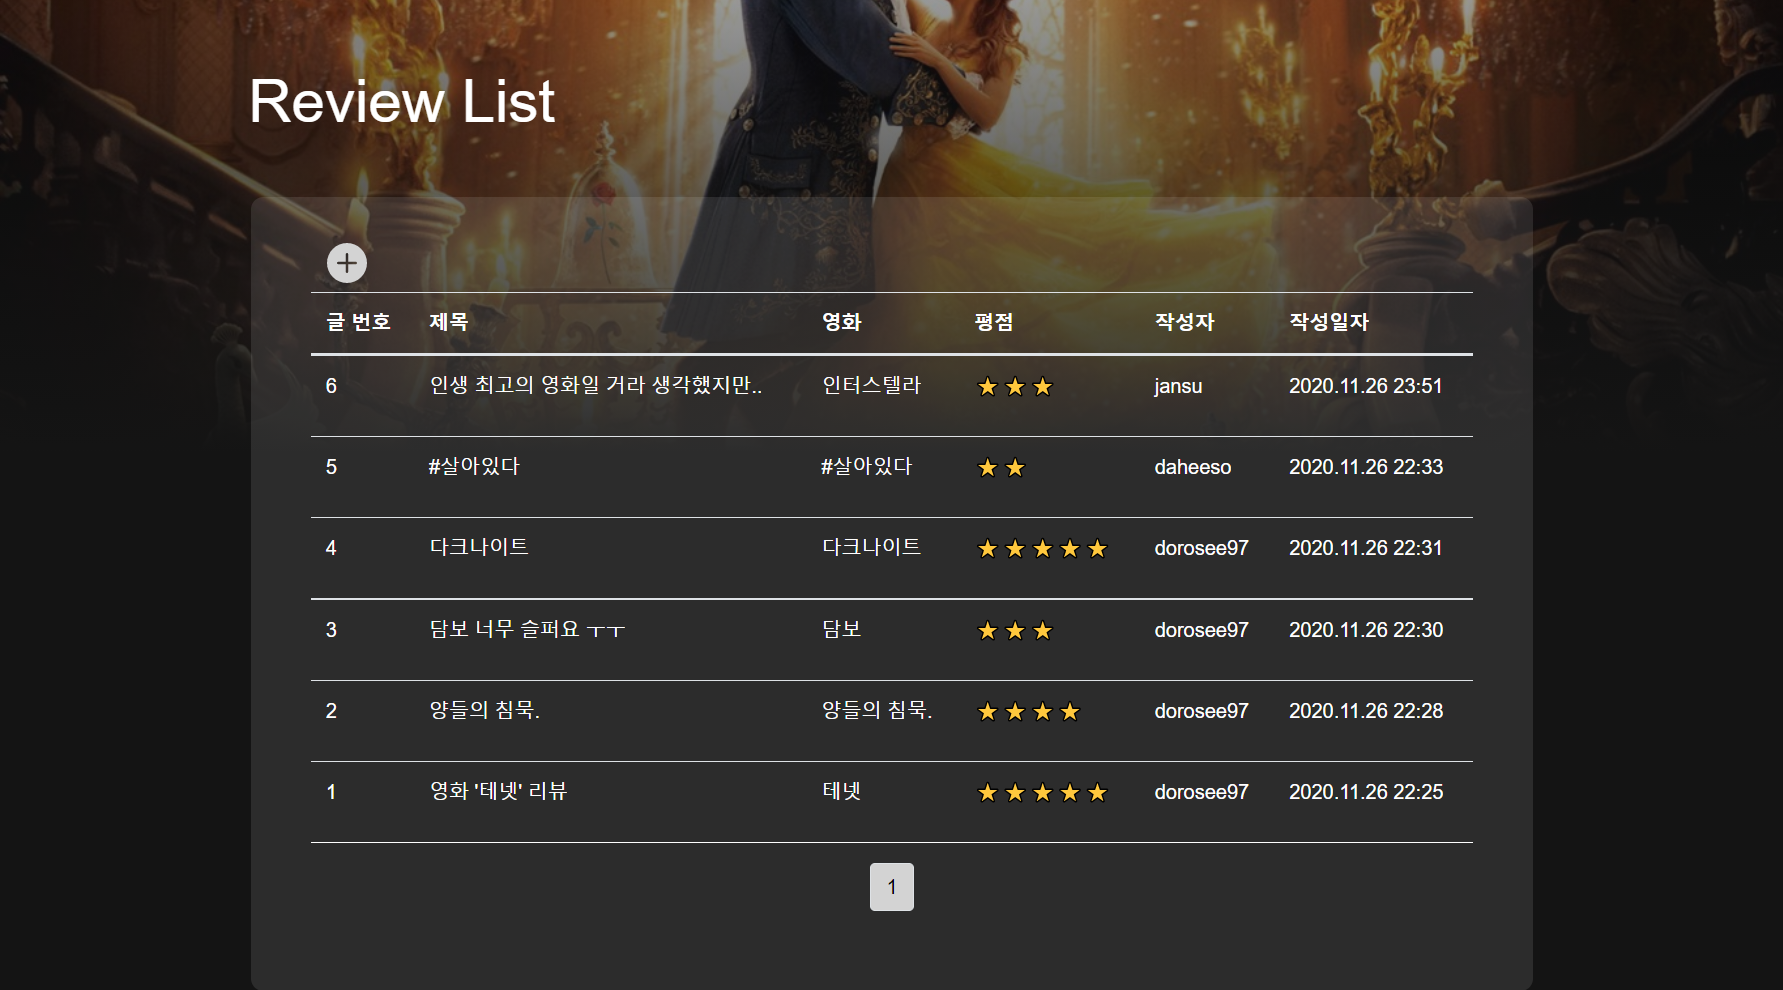 Review List
글 번호 제목 영화 평점 작성자 작성일자
6 인생 최고의 영화일 거라 생각했지만.. 인터스텔라 ★ ★ ★ jansu 2020.11.26 23:51
5 #살아있다 #살아있다 ★ ★ daheeso 2020.11.26 22:33
4 다크나이트 다크나이트 ★ ★ ★ ★ ★ dorosee97 2020.11.26 22:31
3 담보 너무 슬퍼요 ㅜㅜ 담보 ★ ★ ★ dorosee97 2020.11.26 22:30
2 양들의 침묵. 양들의 침묵. ★ ★ ★ ★ dorosee97 2020.11.26 22:28
1 영화 '테넷' 리뷰 테넷 ★ ★ ★ ★ ★ dorosee97 2020.11.26 22:25
1